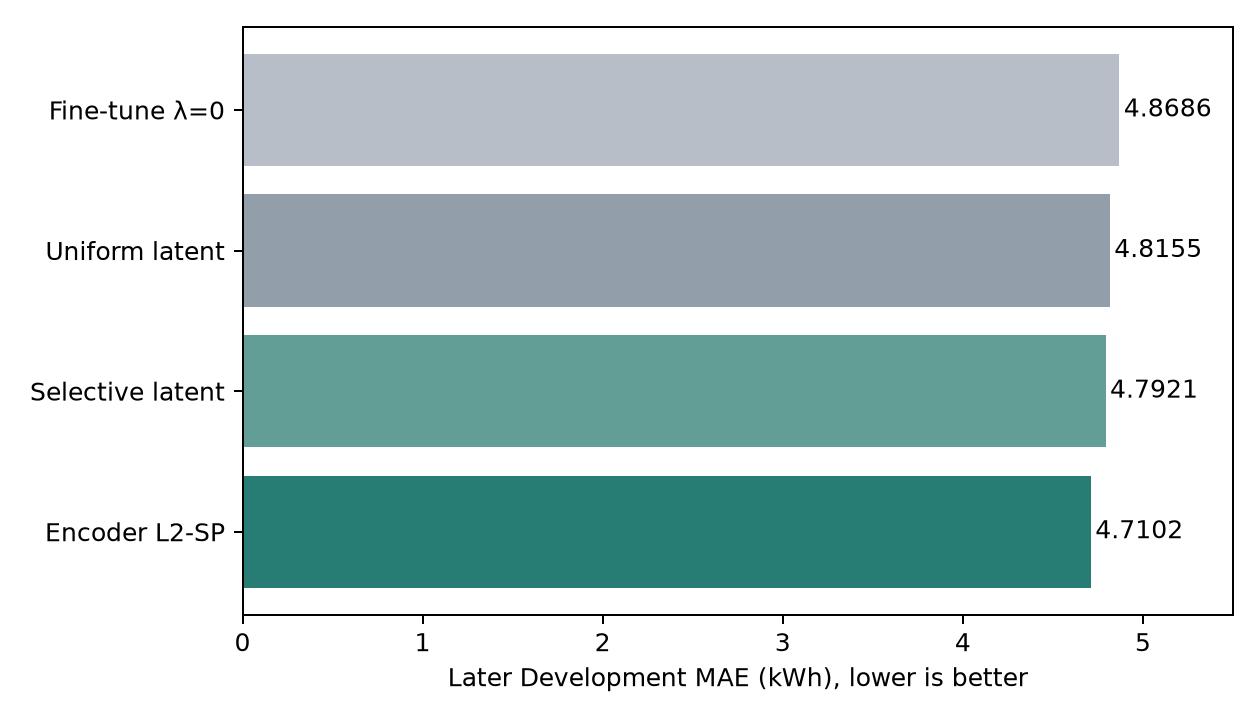 Fine-tune λ=0
4.8686
Uniform latent
4.8155
Selective latent
4.7921
Encoder L2-SP
4.7102
0 1 2 3 4 5
Later Development MAE (kWh), lower is better